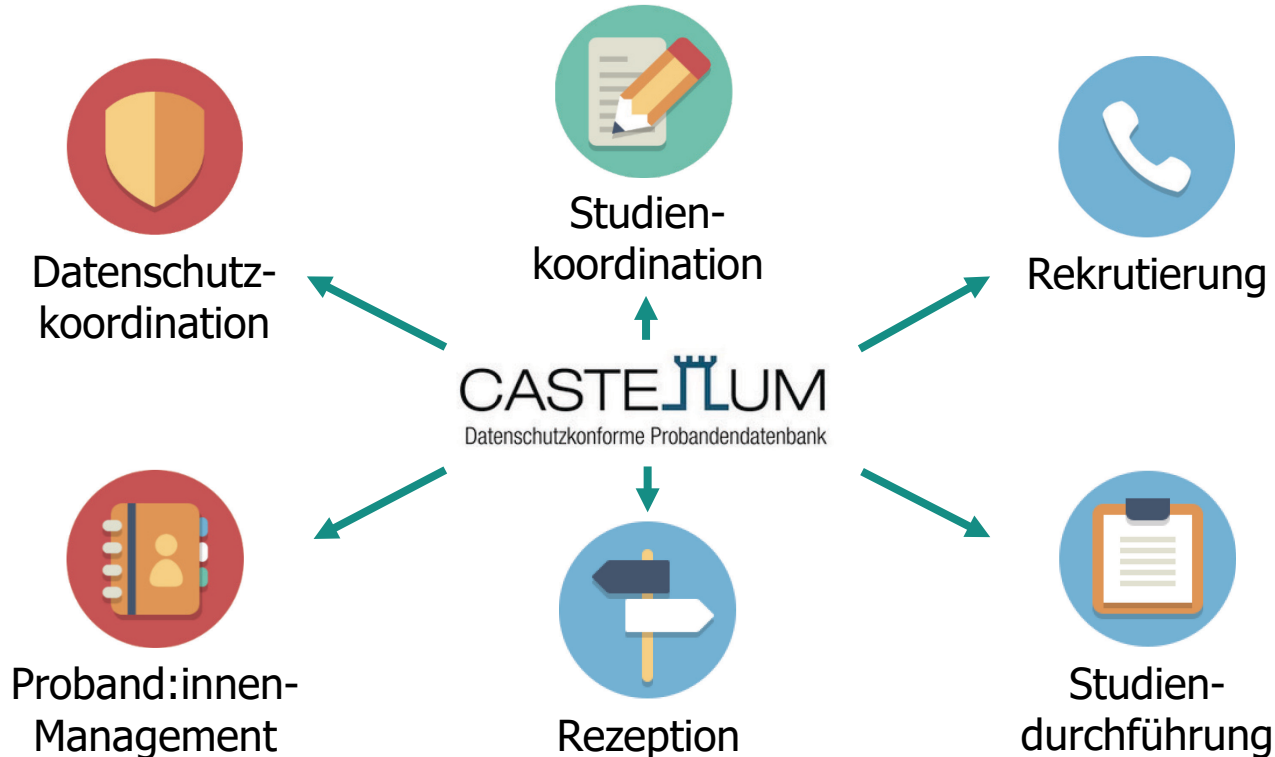 Datenschutz-
koordination
Studien-
koordination
Rekrutierung
CASTELLUM
Datenschutzkonforme Probandendatenbank
Proband:innen-
Management
Rezeption
Studien-
durchführung